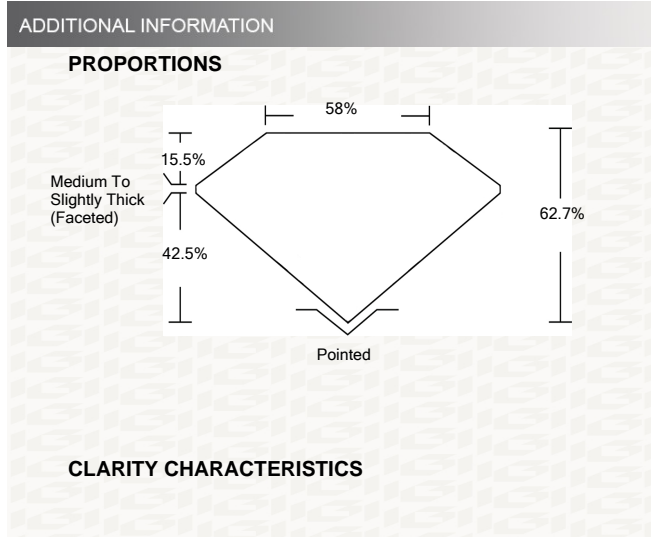 ADDITIONAL INFORMATION
PROPORTIONS
58%
15.5%
Medium To
Slightly Thick
(Faceted)
62.7%
42.5%
Pointed
CLARITY CHARACTERISTICS